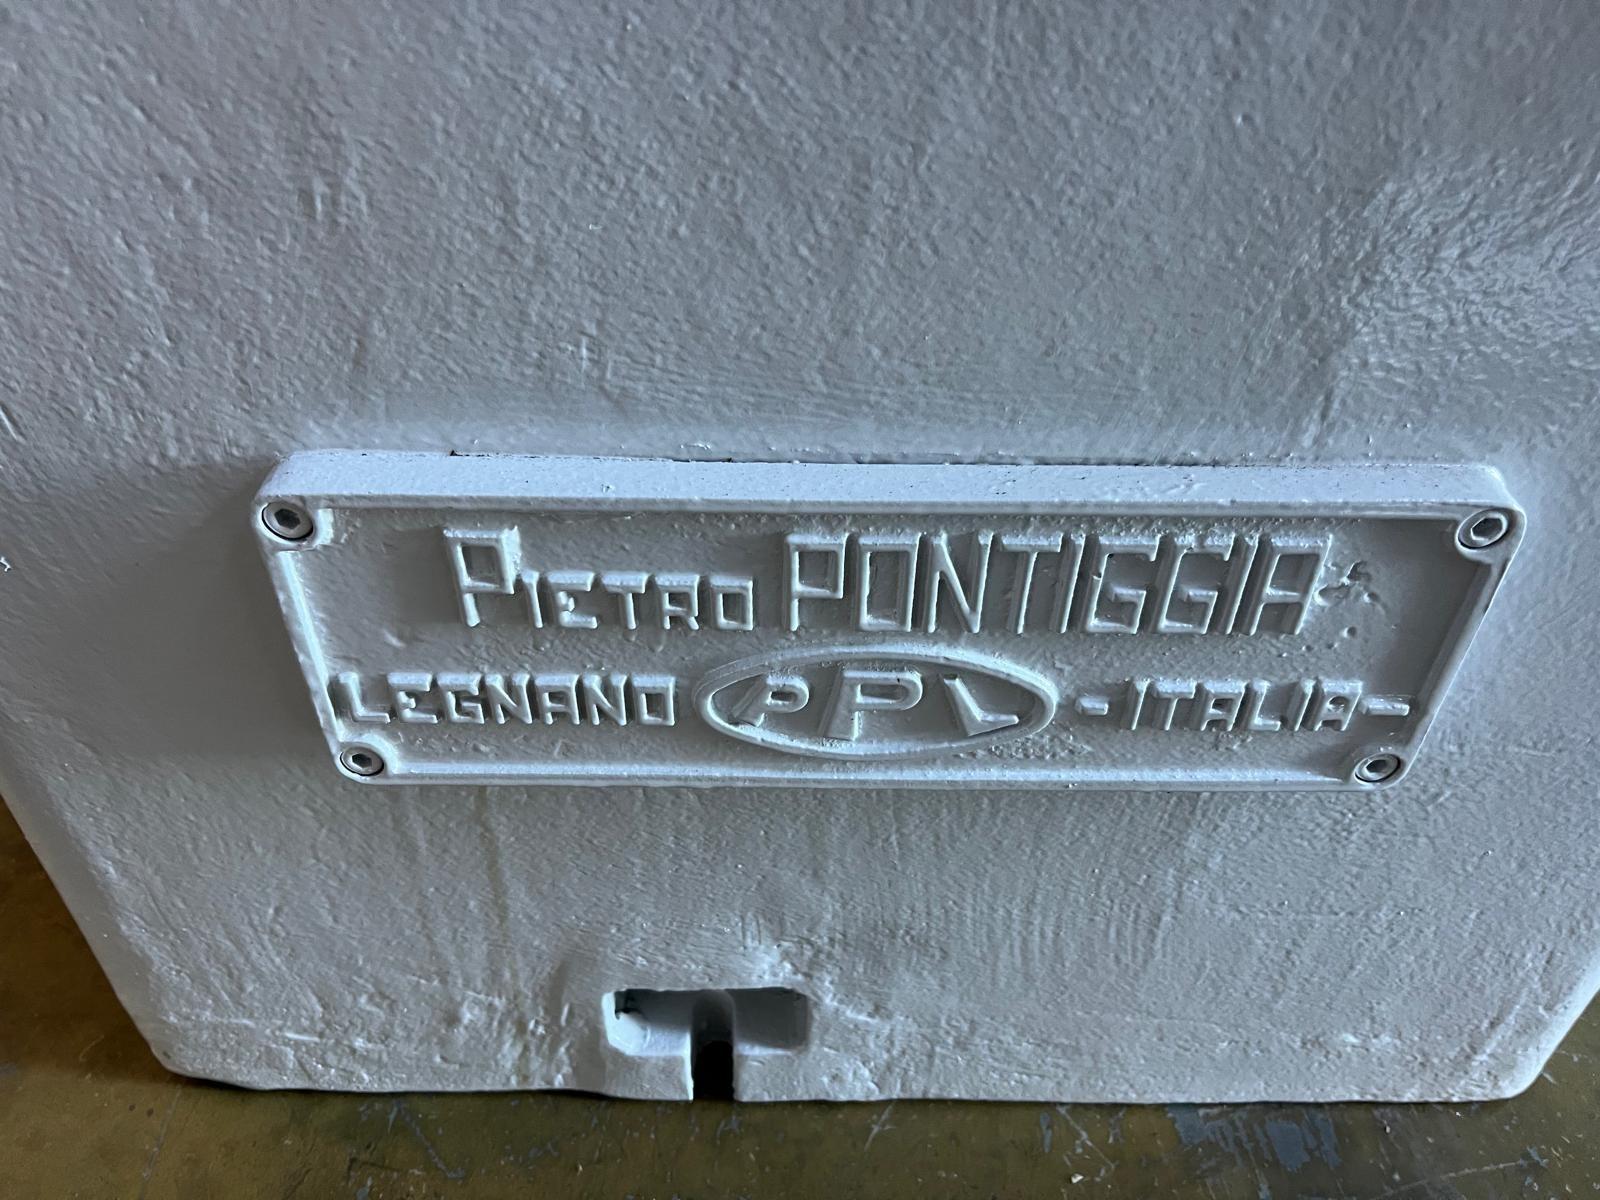 PIETRO PONTIGGIA
LEGNANO PPL -ITALIA-